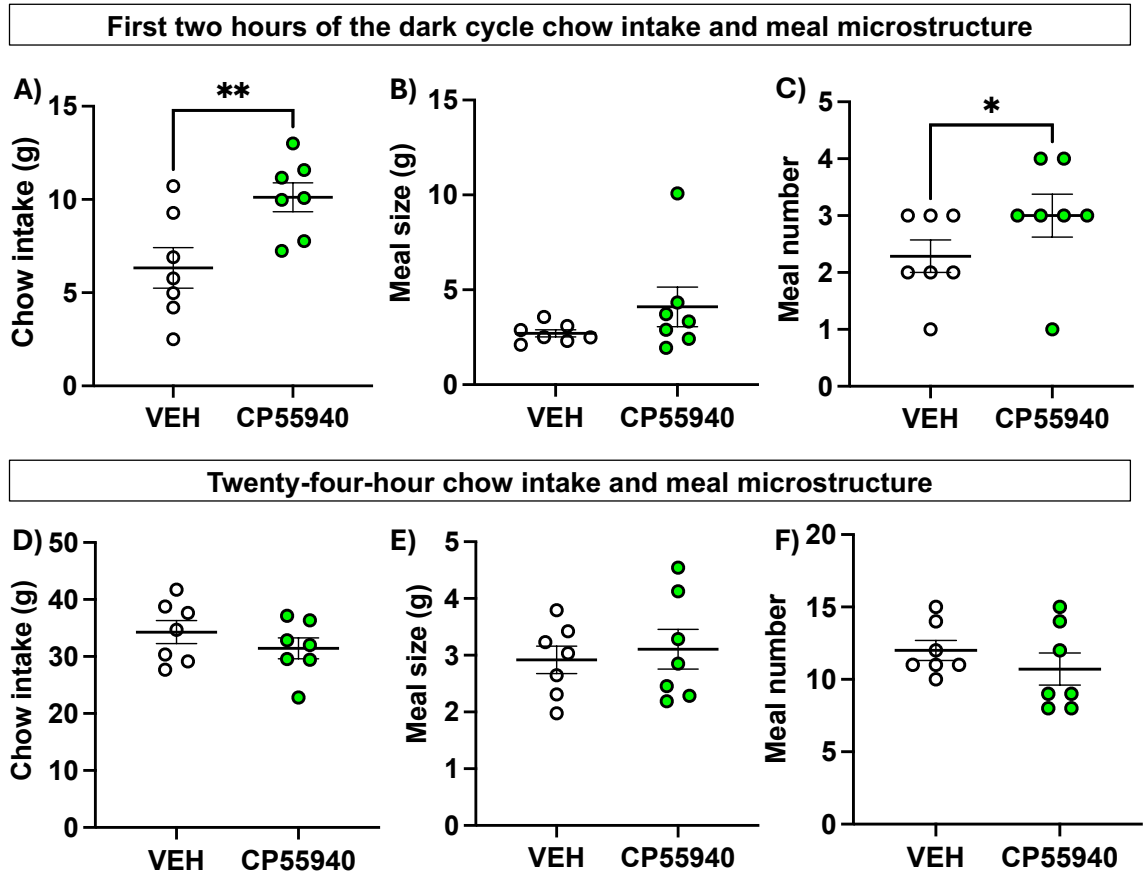 First two hours of the dark cycle chow intake and meal microstructure
A)
Chow intake (g)
15
10
5
0
**
VEH CP55940
B)
Meal size (g)
15
10
5
0
VEH CP55940
C)
Meal number
5
4
3
2
1
0
*
VEH CP55940
Twenty-four-hour chow intake and meal microstructure
D)
Chow intake (g)
50
40
30
20
10
0
VEH CP55940
E)
Meal size (g)
5
4
3
2
1
0
VEH CP55940
F)
Meal number
20
15
10
5
0
VEH CP55940